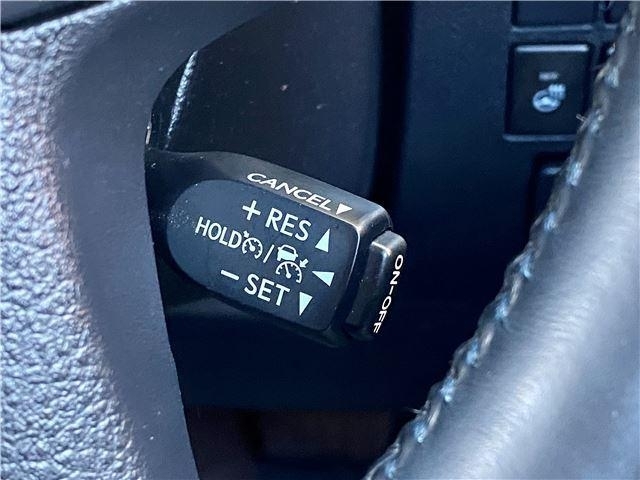 CANCEL▼
+ RES ▲
HOLD /
− SET ▼
ON-OFF